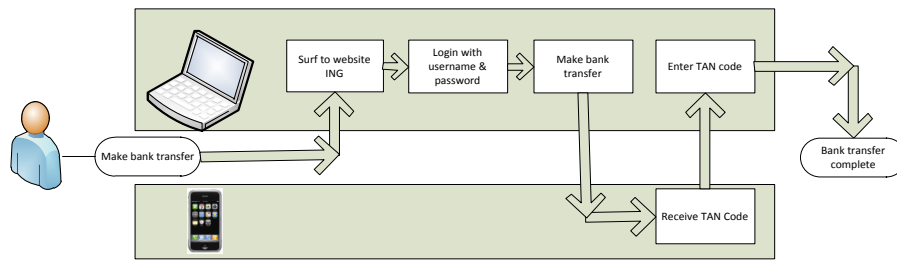 Surf to website
ING
Login with
username &
password
Make bank
transfer
Enter TAN code
Make bank transfer
Bank transfer
complete
Receive TAN Code